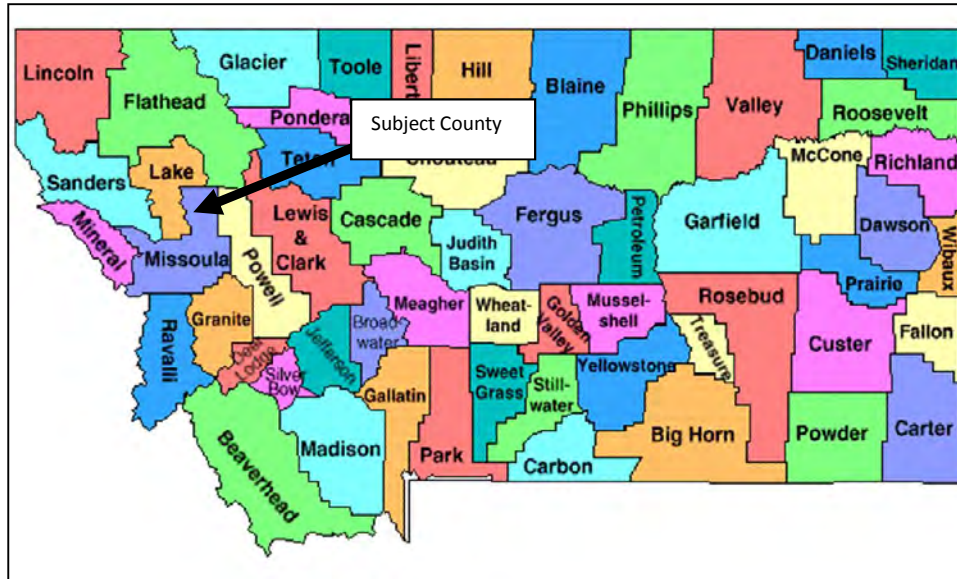 Lincoln
Flathead
Glacier
Toole
Libert
Hill
Blaine
Phillips
Valley
Daniels
Sheridan
Roosevelt
Pondera
Subject County
Teton
McCone
Richland
Sanders
Lake
Lewis
&
Clark
Cascade
Judith
Basin
Fergus
Petroleum
Garfield
Dawson
Wibaux
Mineral
Missoula
Powell
Meagher
Wheat-
land
Golden
Valley
Mussel-
shell
Rosebud
Prairie
Treasure
Custer
Fallon
Ravalli
Granite
Deer
Lodge
Silver
Bow
Jefferson
Broad-
water
Gallatin
Sweet
Grass
Still-
water
Yellowstone
Beaverhead
Madison
Park
Carbon
Big Horn
Powder
Carter